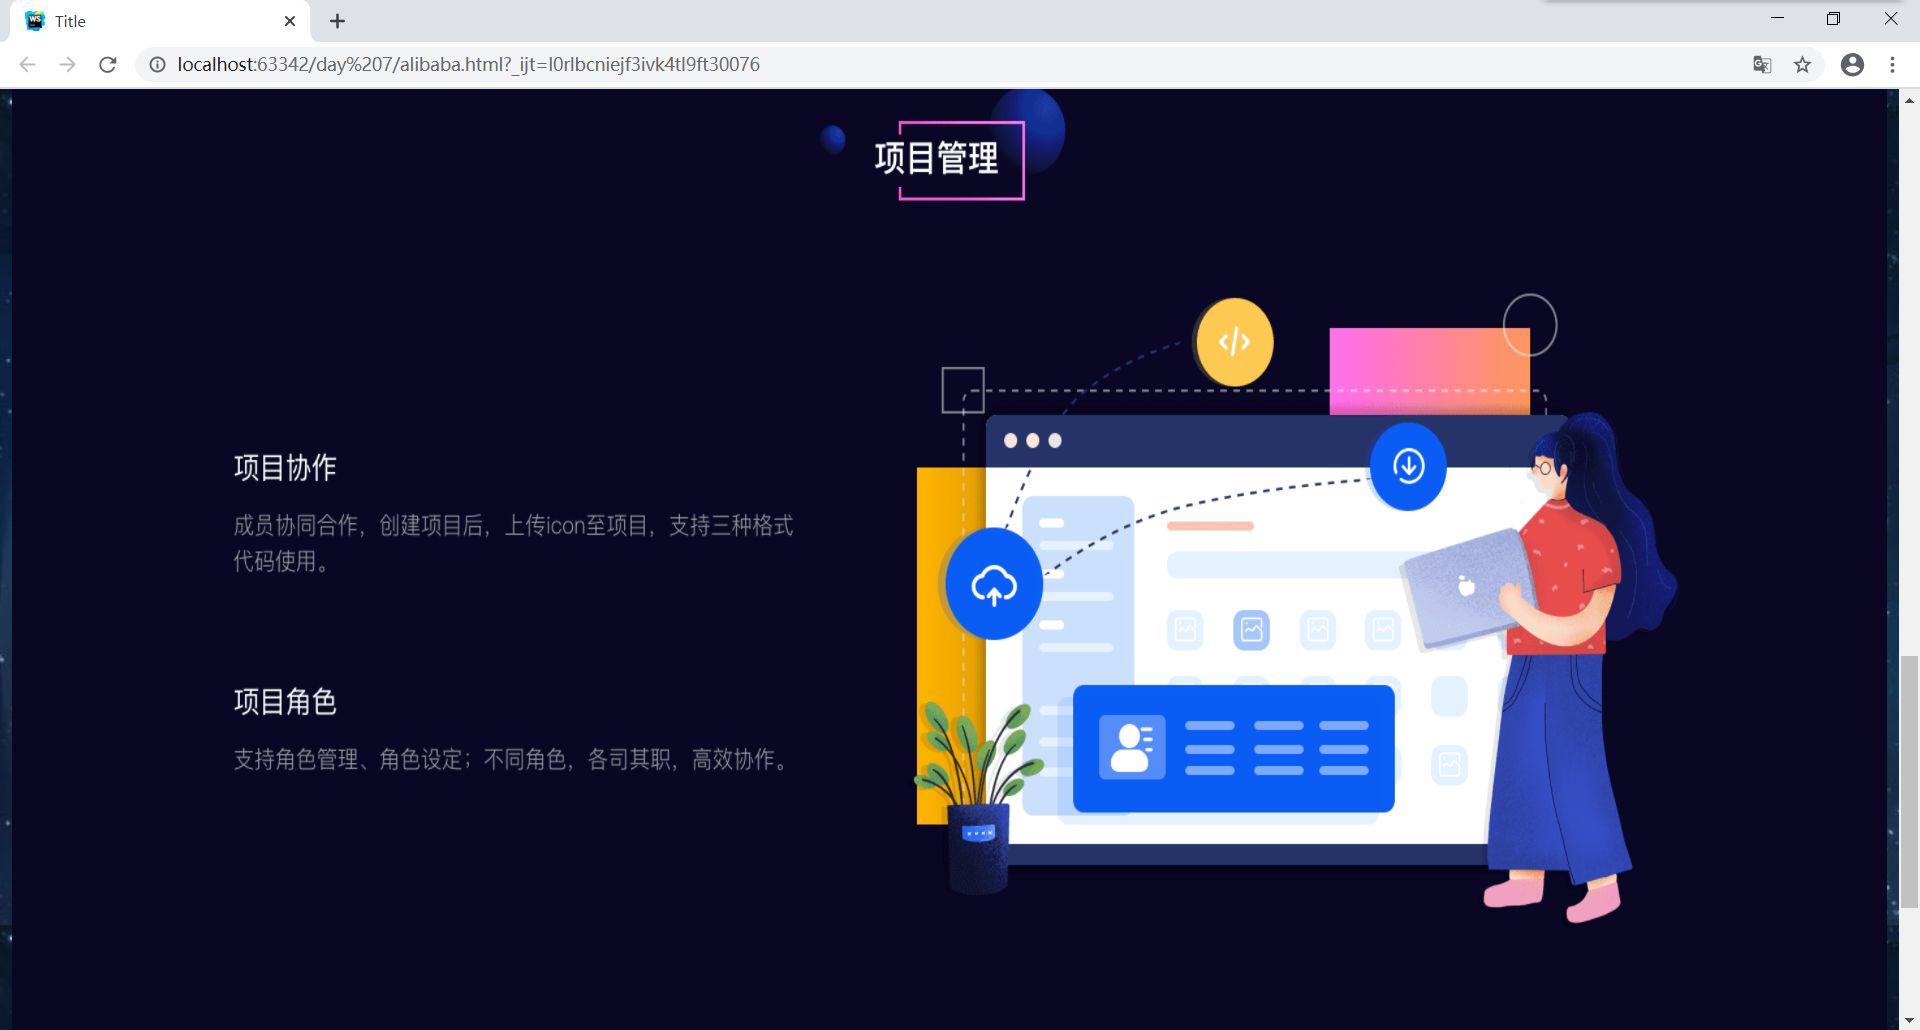 Title
localhost:63342/day%207/alibaba.html?_ijt=l0rlbcniejf3ivk4tl9ft30076
项目管理
项目协作
成员协同合作，创建项目后，上传icon至项目，支持三种格式
代码使用。
项目角色
支持角色管理、角色设定；不同角色，各司其职，高效协作。